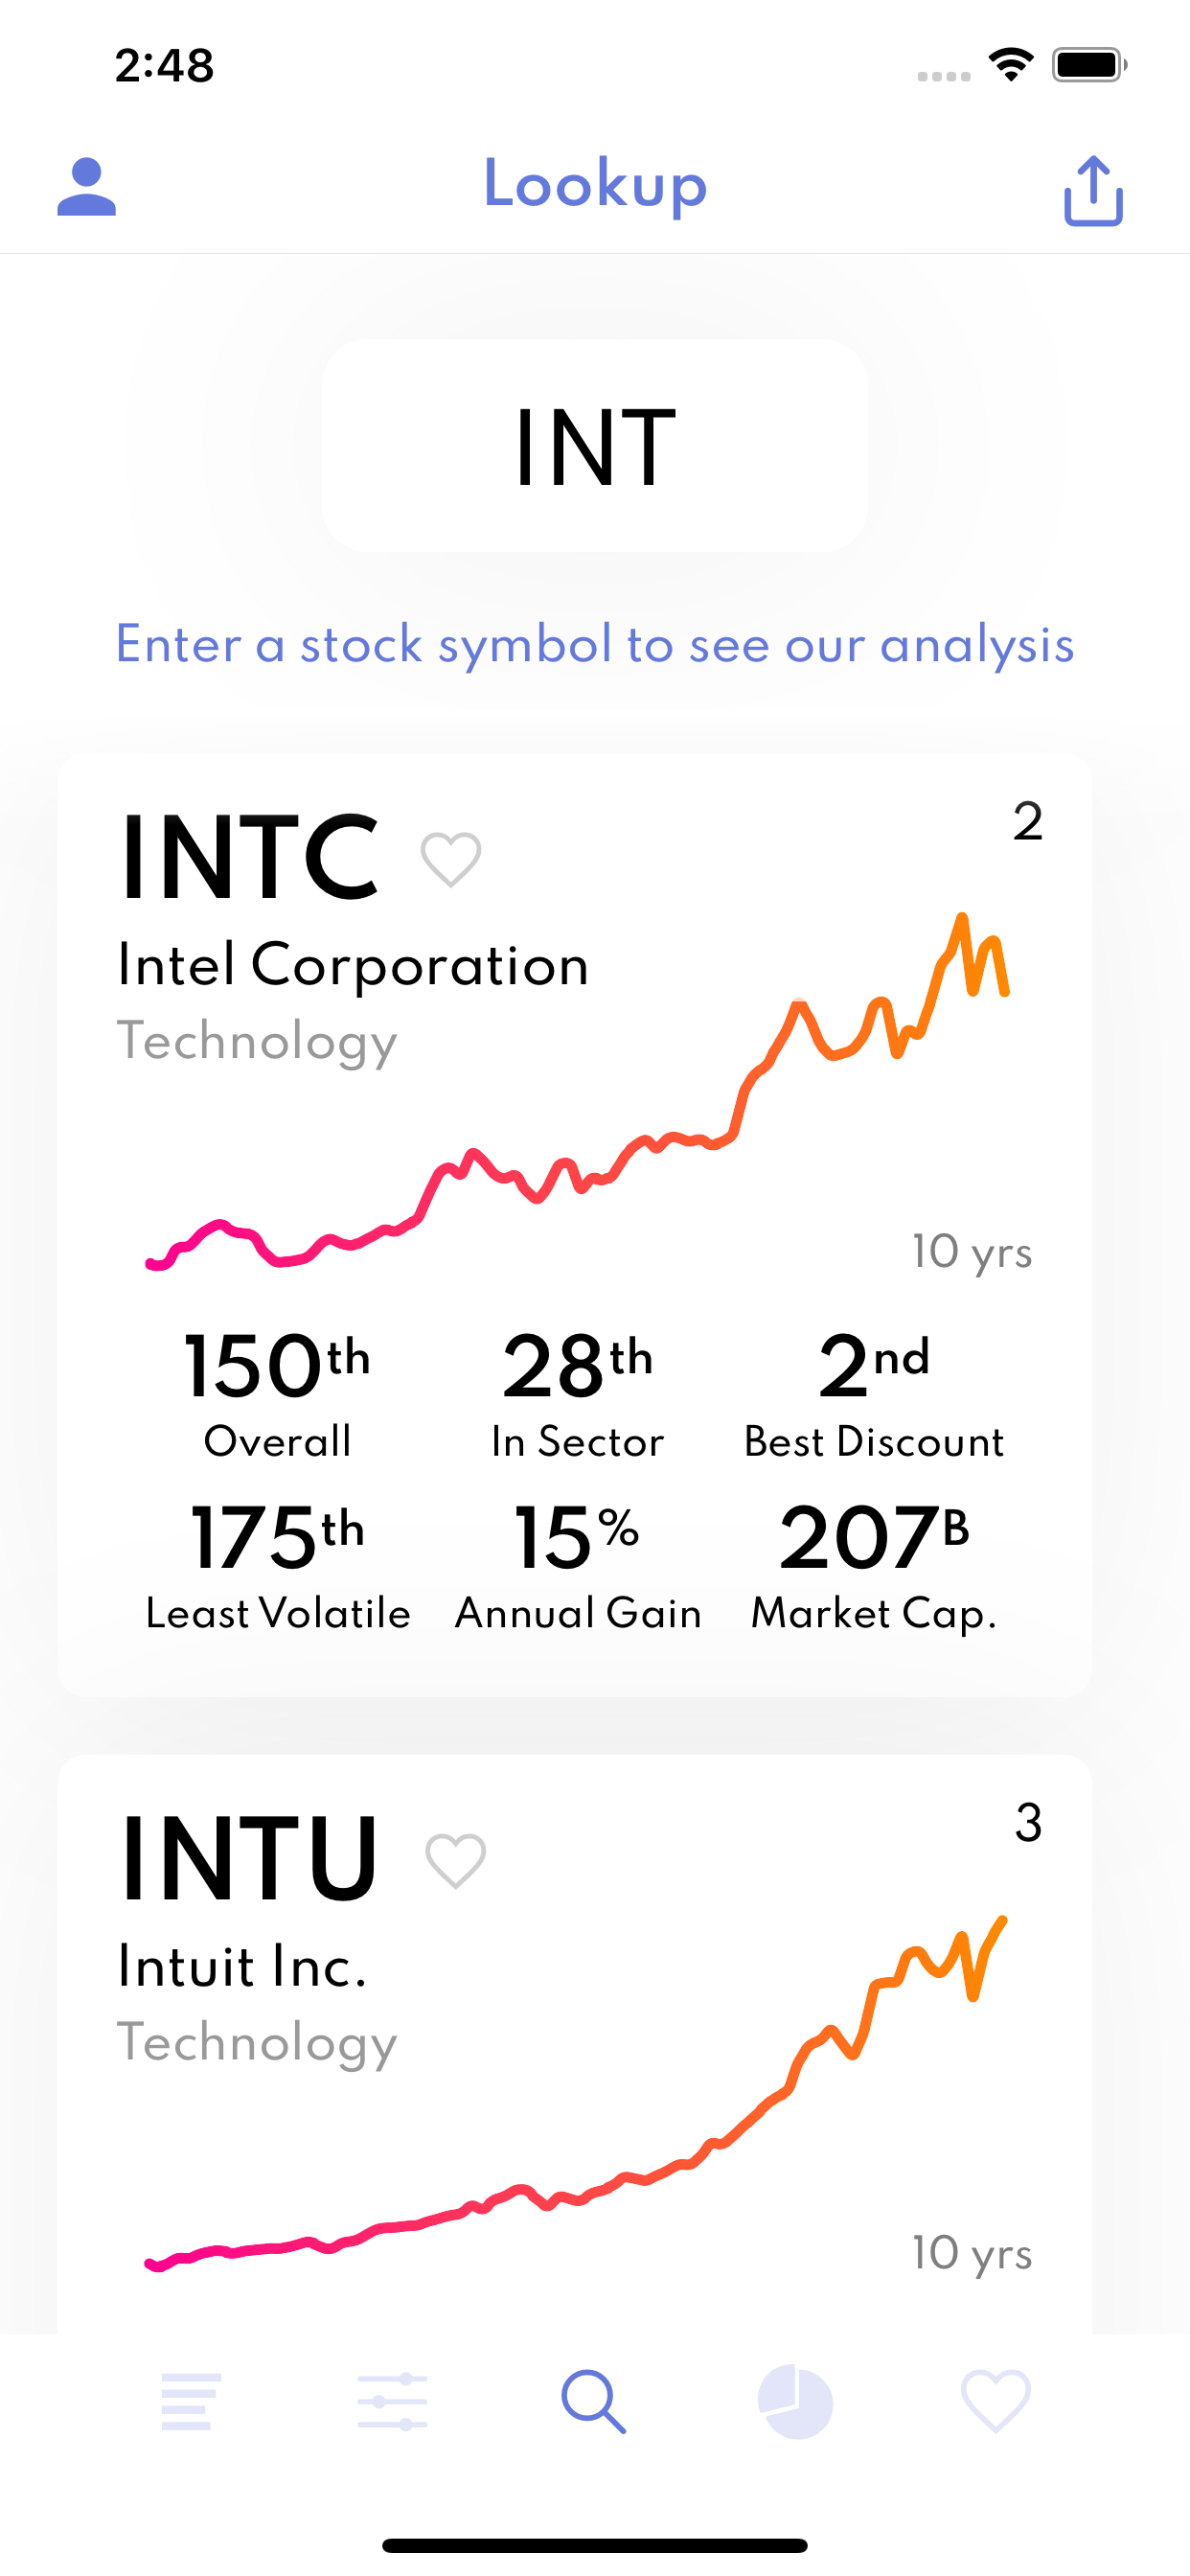 2:48
Lookup
INT
Enter a stock symbol to see our analysis
INTC
2
Intel Corporation
Technology
10 yrs
150th 28th 2nd
Overall In Sector Best Discount
175th 15% 207B
Least Volatile Annual Gain Market Cap.
INTU
3
Intuit Inc.
Technology
10 yrs